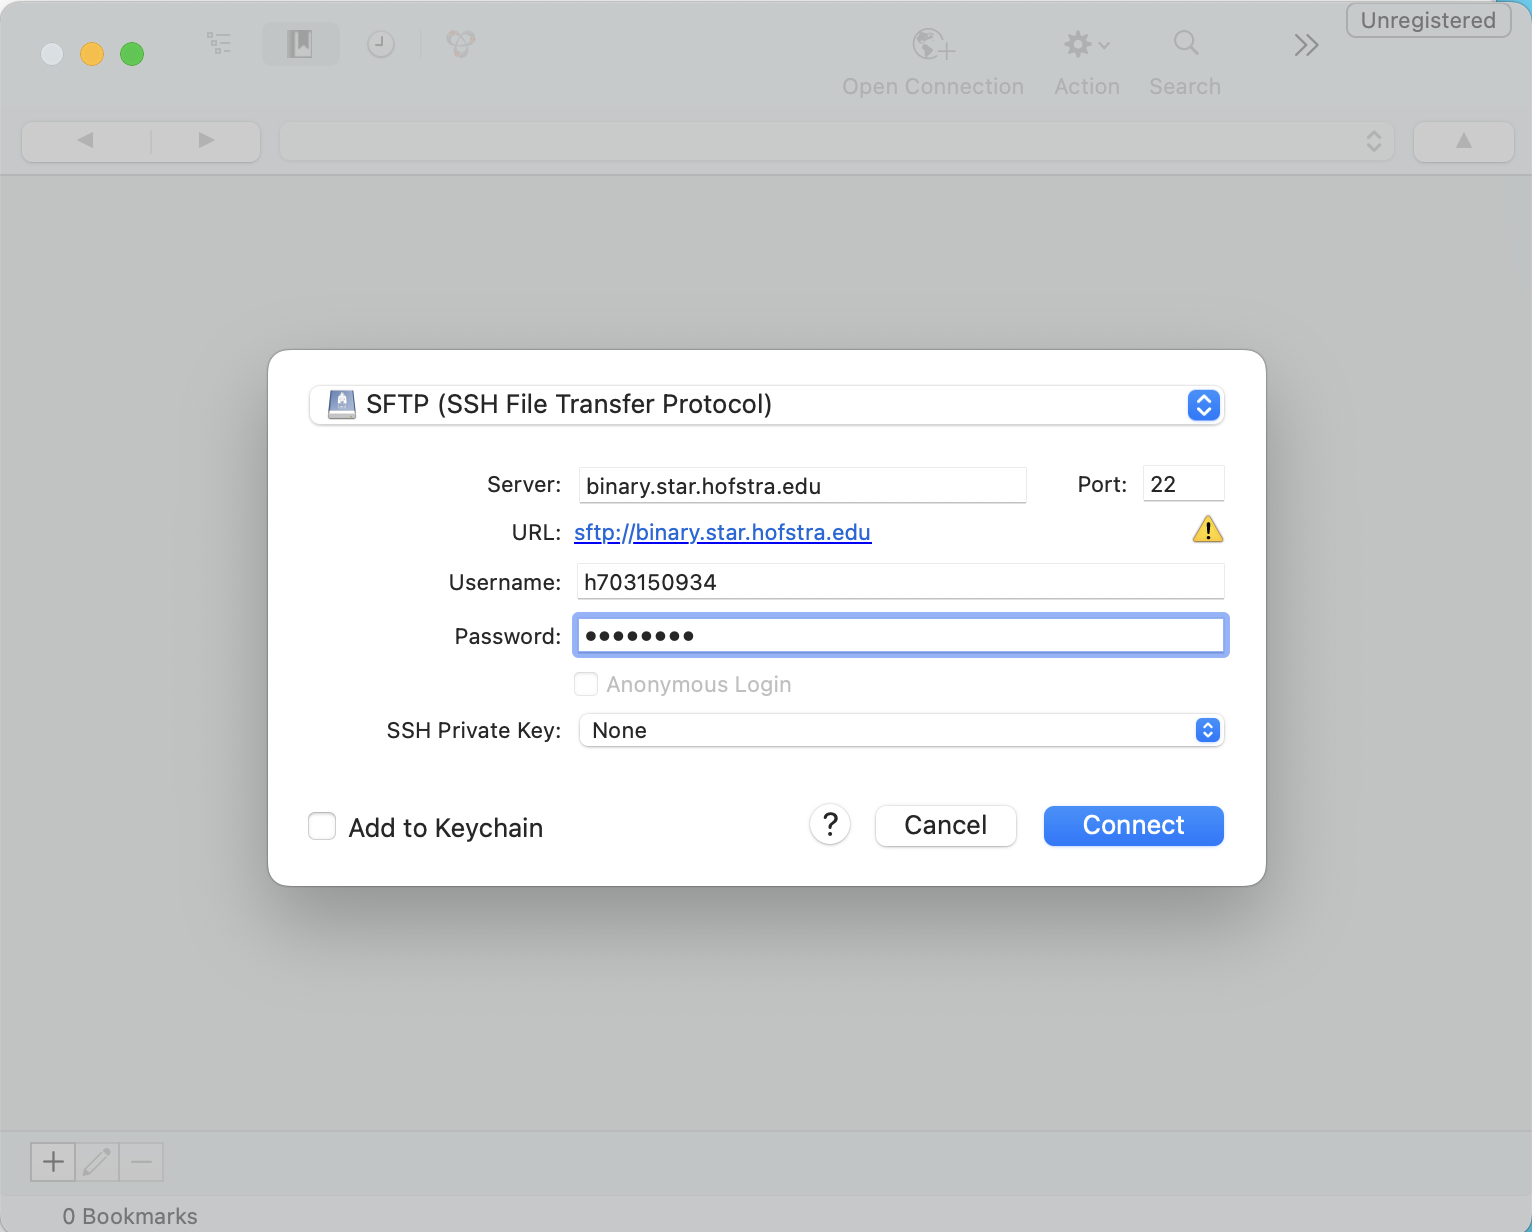 Unregistered
Open Connection Action Search
SFTP (SSH File Transfer Protocol)
Server: binary.star.hofstra.edu Port: 22
URL: sftp://binary.star.hofstra.edu
Username: h703150934
Password: ••••••••
Anonymous Login
SSH Private Key: None
Add to Keychain ? Cancel Connect
0 Bookmarks